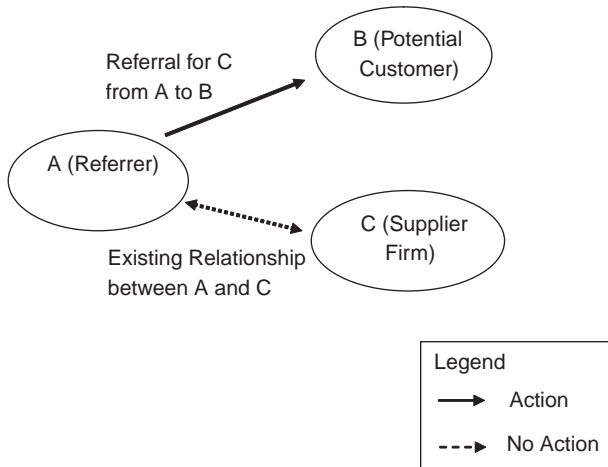 B (Potential
Customer)
Referral for C
from A to B
A (Referrer)
C (Supplier
Firm)
Existing Relationship
between A and C
Legend
Action
No Action